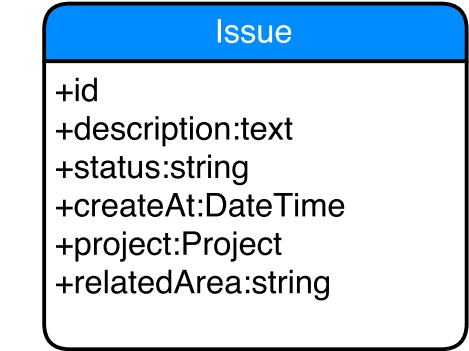 Issue
+id
+description:text
+status:string
+createAt:DateTime
+project:Project
+relatedArea:string